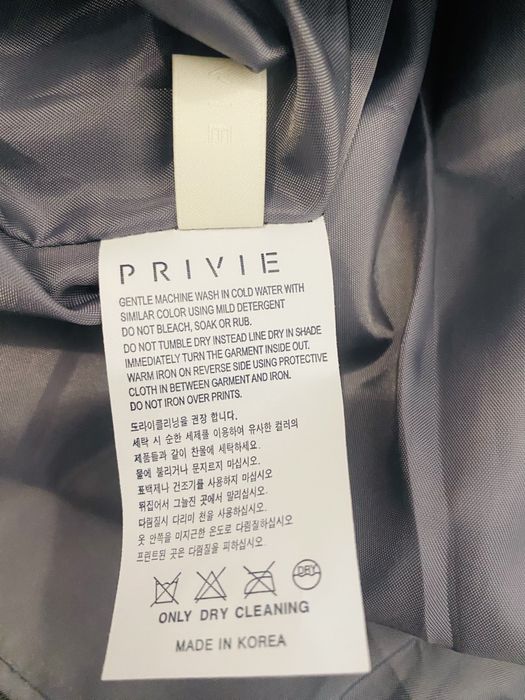 PRIVIE
GENTLE MACHINE WASH IN COLD WATER WITH
SIMILAR COLOR USING MILD DETERGENT
DO NOT BLEACH, SOAK OR RUB.
DO NOT TUMBLE DRY INSTEAD LINE DRY IN SHADE
IMMEDIATELY TURN THE GARMENT INSIDE OUT.
WARM IRON ON REVERSE SIDE USING PROTECTIVE
CLOTH IN BETWEEN GARMENT AND IRON.
DO NOT IRON OVER PRINTS.
드라이클리닝을 권장 합니다.
세탁 시 순한 세제를 이용하여 유사한 컬러의
제품들과 같이 찬물에 세탁하세요.
물에 불리거나 문지르지 마십시오.
표백제나 건조기를 사용하지 마십시오.
뒤집어서 그늘진 곳에서 말리십시오.
다림질시 다리미 천을 사용하십시오.
옷 안쪽을 미지근한 온도로 다림질하십시오
프린트된 곳은 다림질을 피하십시오.
DRY
ONLY DRY CLEANING
MADE IN KOREA